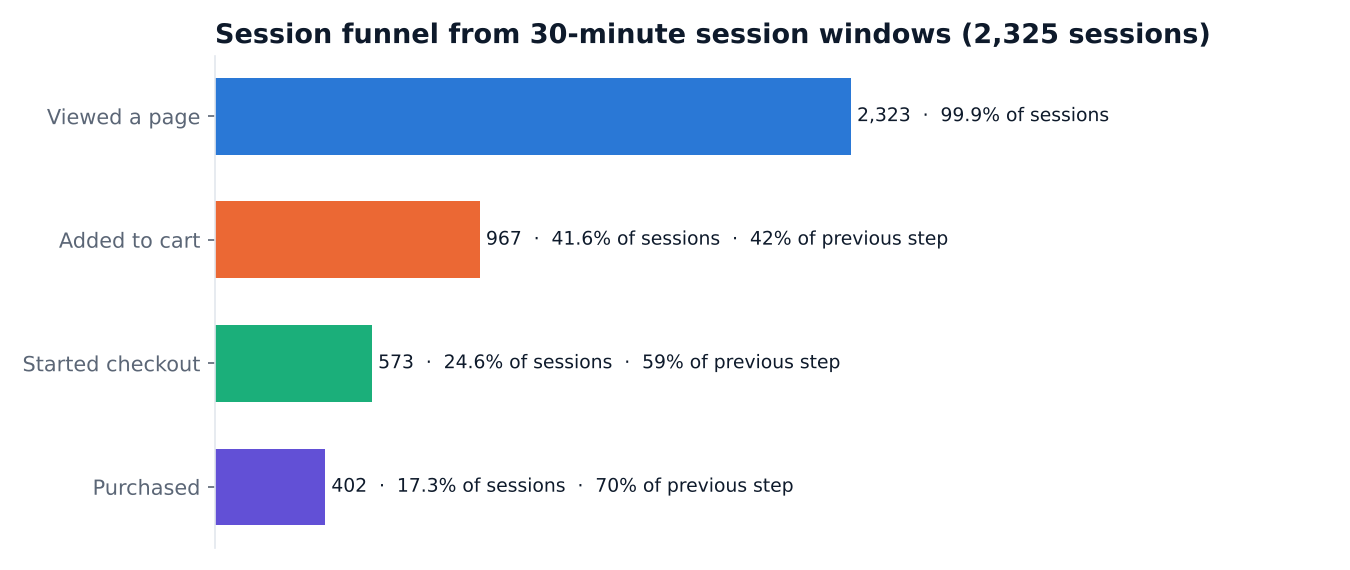 Session funnel from 30-minute session windows (2,325 sessions)
Viewed a page
2,323 · 99.9% of sessions
Added to cart
967 · 41.6% of sessions · 42% of previous step
Started checkout
573 · 24.6% of sessions · 59% of previous step
Purchased
402 · 17.3% of sessions · 70% of previous step